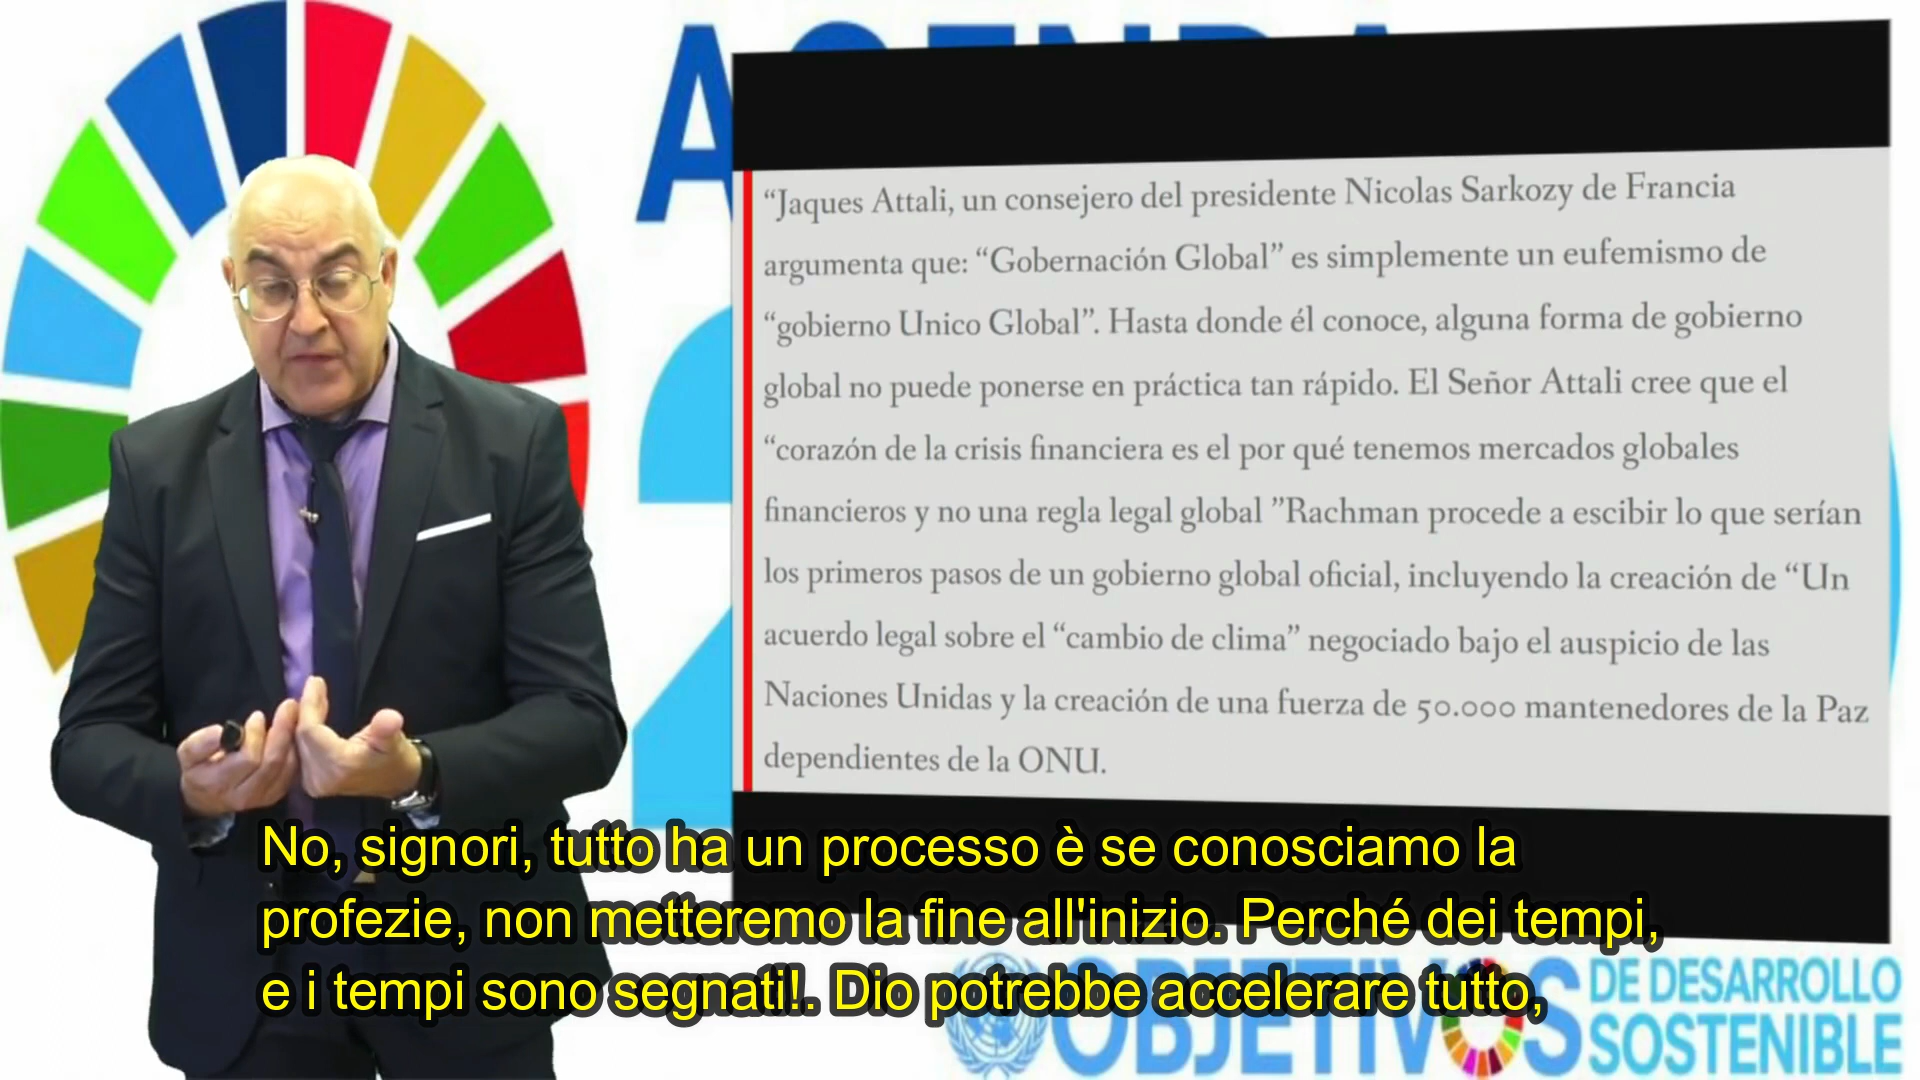 AGENDA
“Jaques Attali, un consejero del presidente Nicolas Sarkozy de Francia
argumenta que: “Gobernación Global” es simplemente un eufemismo de
“gobierno Unico Global”. Hasta donde él conoce, alguna forma de gobierno
global no puede ponerse en práctica tan rápido. El Señor Attali cree que el
“corazón de la crisis financiera es el por qué tenemos mercados globales
financieros y no una regla legal global ”Rachman procede a escibir lo que serían
los primeros pasos de un gobierno global oficial, incluyendo la creación de “Un
acuerdo legal sobre el “cambio de clima” negociado bajo el auspicio de las
Naciones Unidas y la creación de una fuerza de 50.000 mantenedores de la Paz
dependientes de la ONU.
No, signori, tutto ha un processo è se conosciamo la
profezie, non metteremo la fine all'inizio. Perché dei tempi,
e i tempi sono segnati!. Dio potrebbe accelerare tutto,
OBJETIVOS
DE DESARROLLO
SOSTENIBLE